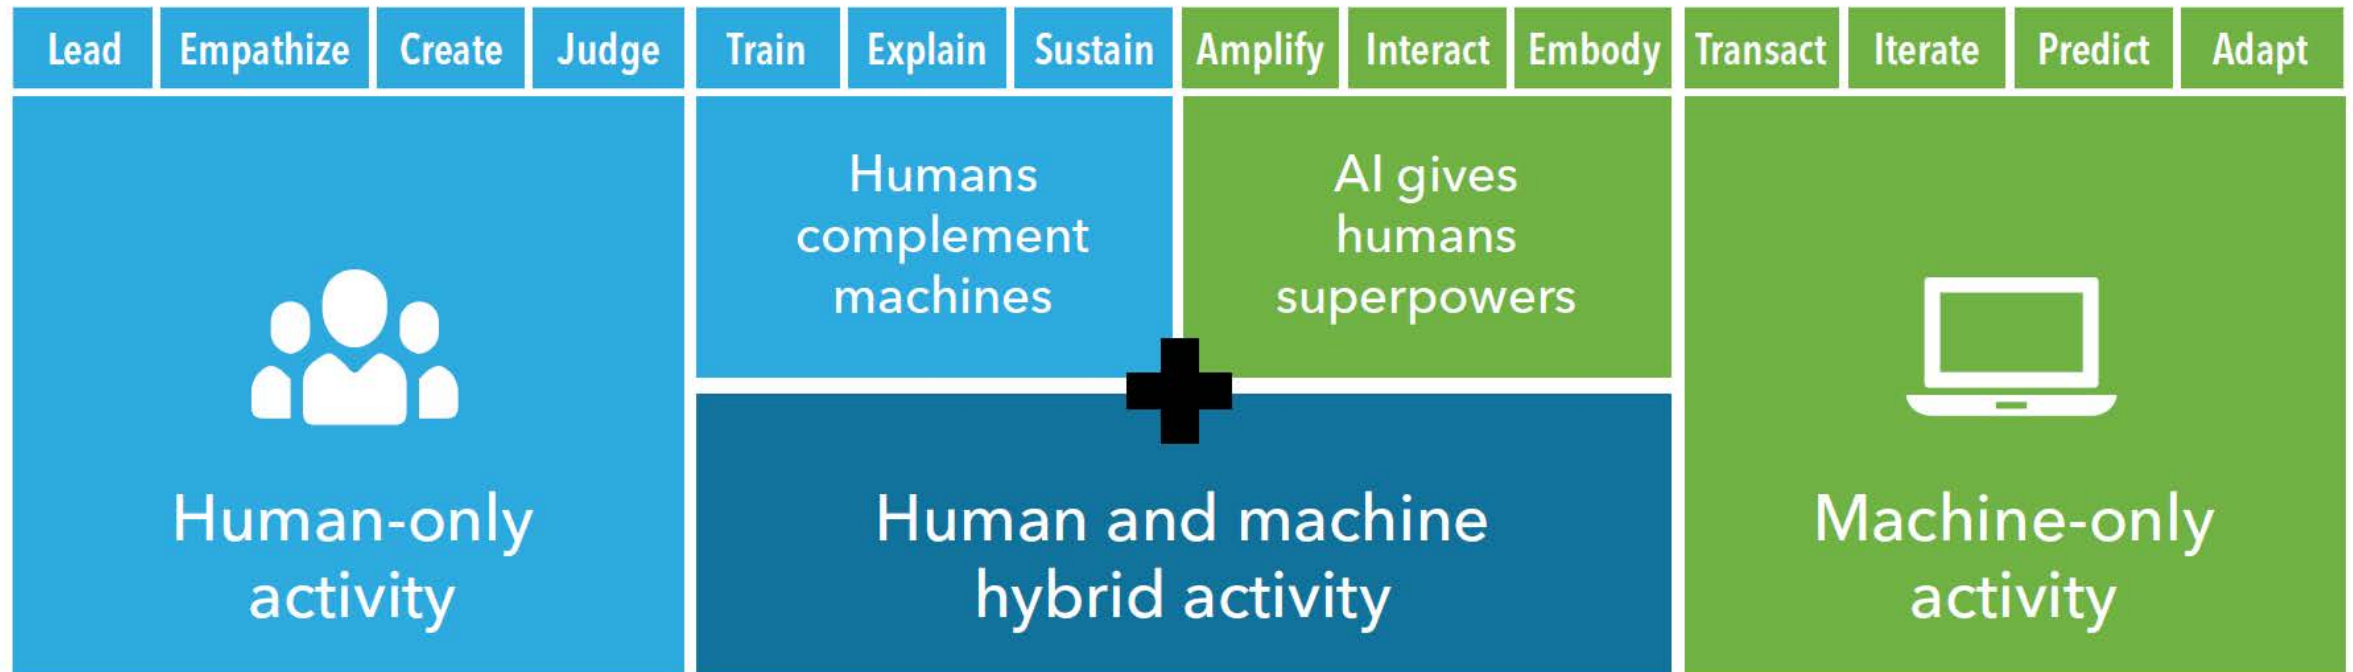 Lead Empathize Create Judge Train Explain Sustain Amplify Interact Embody Transact Iterate Predict Adapt
Humans
complement
machines
AI gives
humans
superpowers
Human-only
activity
Human and machine
hybrid activity
Machine-only
activity